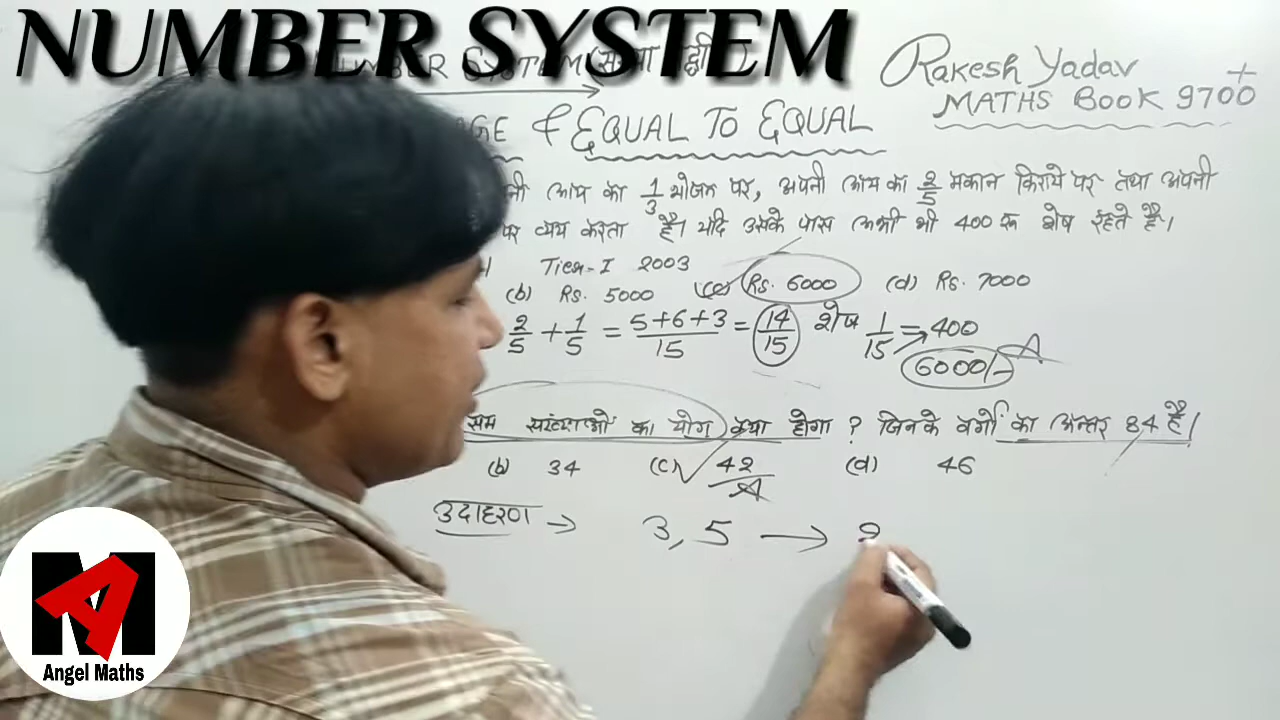 NUMBER SYSTEM
NUMBER SYSTEM
Rakesh Yadav
MATHS BOOK 9700+
& EQUAL TO EQUAL
आय का 1/3 भोजन पर, अपनी आय का 2/5 मकान किराये पर तथा अपनी
पर व्यय करता है। यदि उसके पास अभी भी 400 रू शेष रहते है।
Tier-I 2003
(b) Rs. 5000 (c) Rs. 6000 (d) Rs. 7000
2/5 + 1/5 = 5+6+3/15 = 14/15 शेष 1/15 = 400
6000/- A
सम संख्याओं का योग क्या होगा ? जिनके वर्गों का अन्तर 84 है।
(b) 34 (c) 42 (d) 46
A
उदाहरण → 3, 5 →
Angel Maths